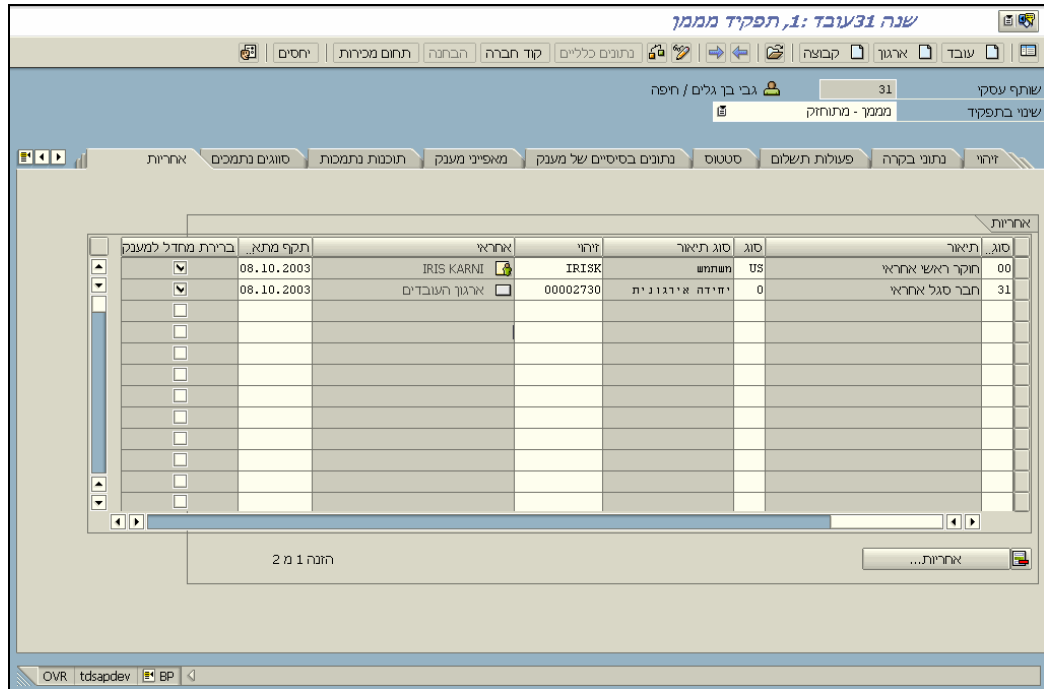 שנה 31עובד :1, תפקיד מממן
עובד ארגון קבוצה נתונים כלליים קוד חברה הבחנה תחום מכירות יחסים
שותף עסקי 31 גבי בן גלים / חיפה
שינוי בתפקיד מממן - מתוחזק
זיהוי נתוני בקרה פעולות תשלום סטטוס נתונים בסיסיים של מענק מאפייני מענק תוכנות נתמכות סווגים נתמכים אחריות
אחריות
סוג.. תיאור סוג סוג תיאור זיהוי אחראי תקף מתא.. ברירת מחדל למענק
00 חוקר ראשי אחראי US משתמש IRISK IRIS KARNI 08.10.2003
31 חבר סגל אחראי 0 יחידה אירגונית 00002730 ארגון העובדים 08.10.2003
אחריות... הזנה 1 מ 2
OVR tdsapdev BP